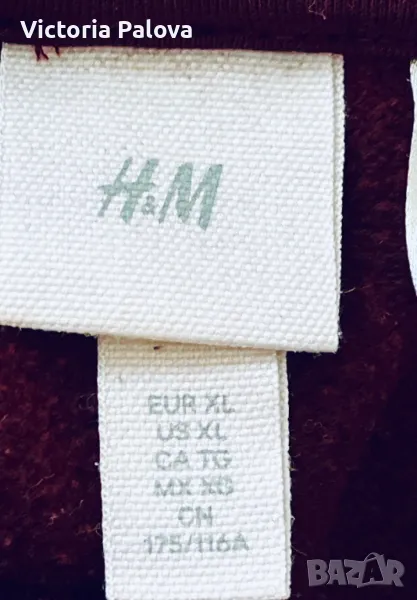 Victoria Palova
H&M
EUR XL
US XL
CA TG
MX XG
CN
175/116A
BAZAR